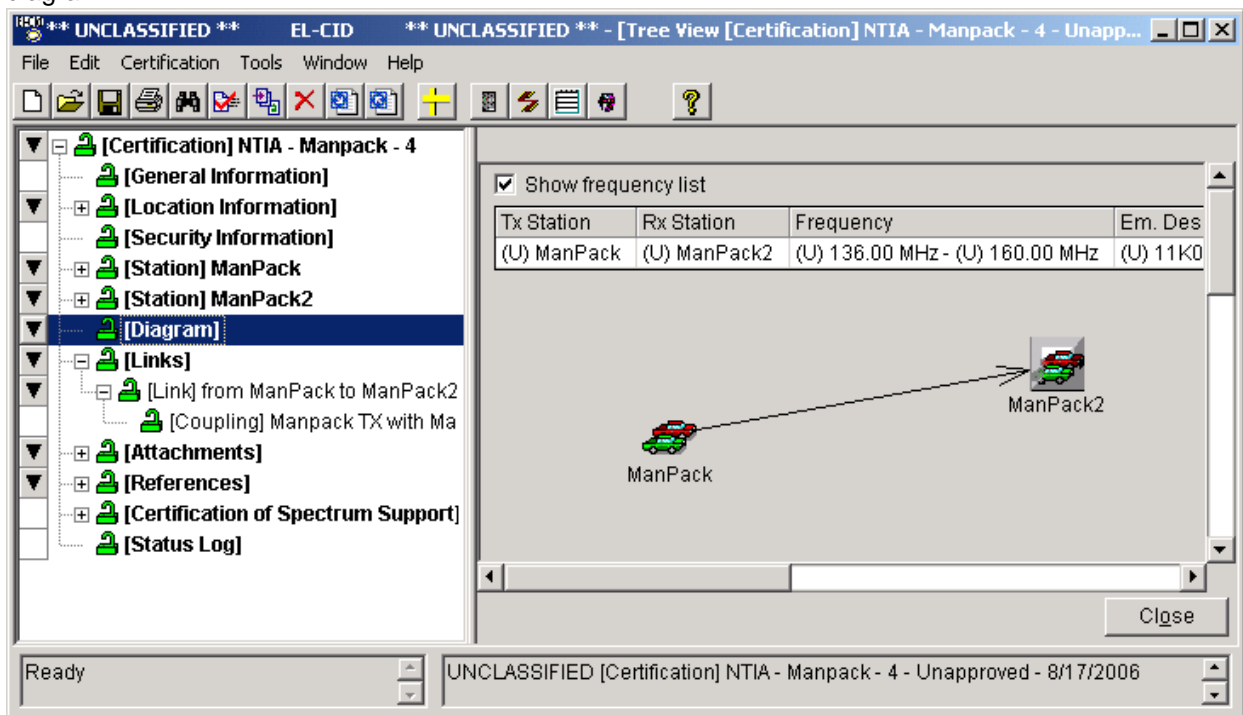 ** UNCLASSIFIED ** EL-CID ** UNCLASSIFIED ** - [Tree View [Certification] NTIA - Manpack - 4 - Unapp...
File Edit Certification Tools Window Help
[Certification] NTIA - Manpack - 4
[General Information]
[Location Information]
[Security Information]
[Station] ManPack
[Station] ManPack2
[Diagram]
[Links]
[Link] from ManPack to ManPack2
[Coupling] Manpack TX with Ma
[Attachments]
[References]
[Certification of Spectrum Support]
[Status Log]
Show frequency list
Tx Station Rx Station Frequency Em. Des
(U) ManPack (U) ManPack2 (U) 136.00 MHz - (U) 160.00 MHz (U) 11K0
ManPack2
ManPack
Close
Ready
UNCLASSIFIED [Certification] NTIA - Manpack - 4 - Unapproved - 8/17/2006